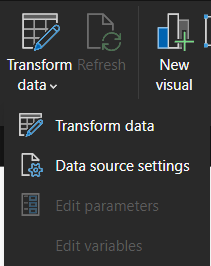 Transform
data
Refresh
New
visual
Transform data
Data source settings
Edit parameters
Edit variables